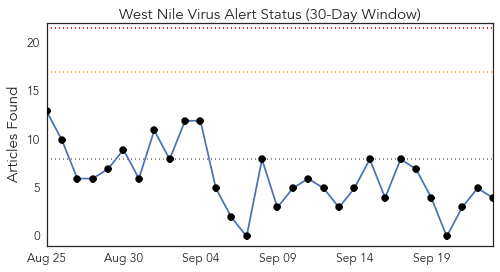 West Nile Virus Alert Status (30-Day Window)
Articles Found
20
15
10
5
0
Aug 25
Aug 30
Sep 04
Sep 09
Sep 14
Sep 19